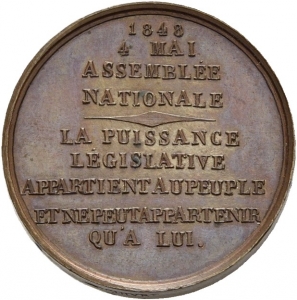 1848
4 MAI
ASSEMBLÉE
NATIONALE
LA PUISSANCE
LÉGISLATIVE
APPARTIENT AU PEUPLE
ET NE PEUT APPARTENIR
QU'A LUI.